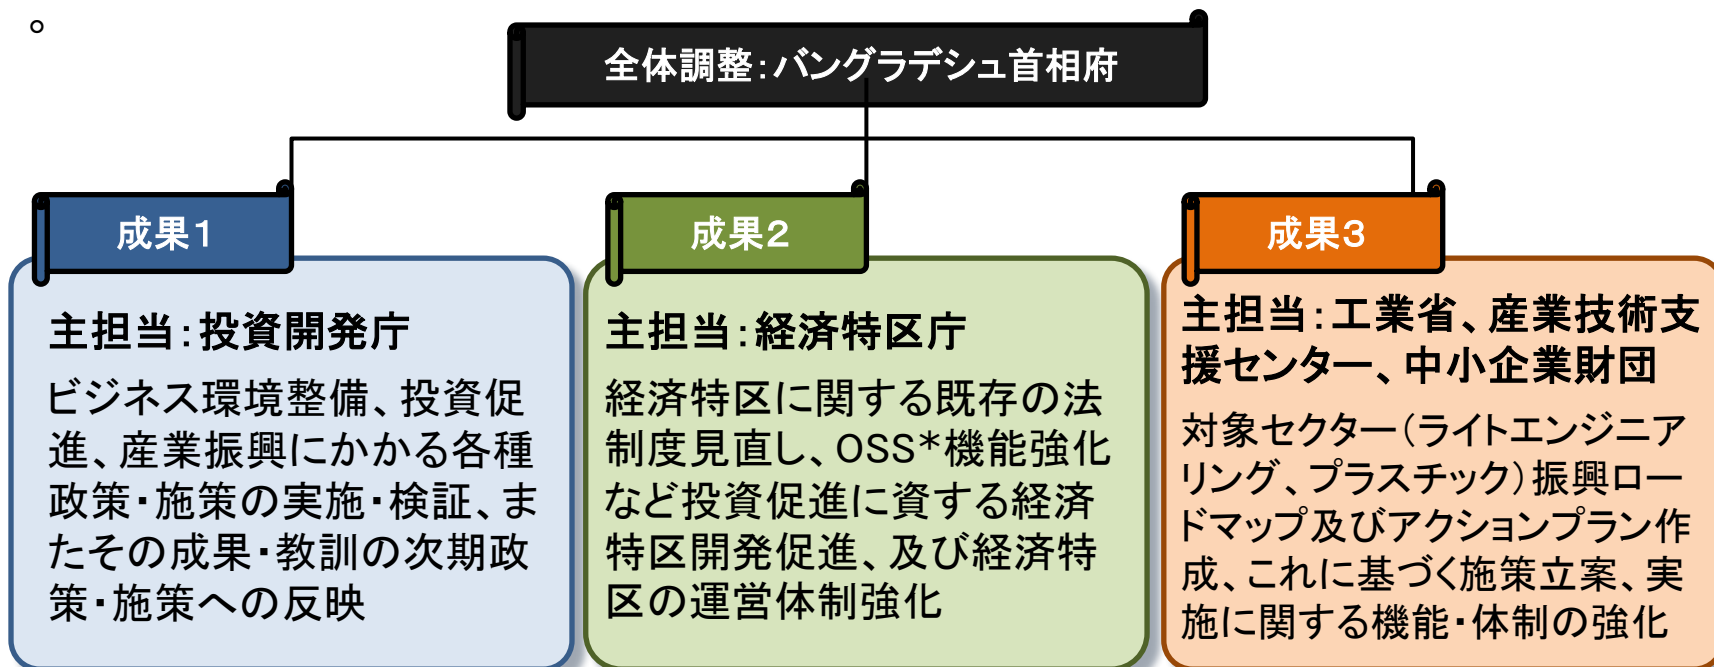 。
全体調整：バングラデシュ首相府
成果１
主担当：投資開発庁
ビジネス環境整備、投資促
進、産業振興にかかる各種
政策・施策の実施・検証、ま
たその成果・教訓の次期政
策・施策への反映
成果２
主担当：経済特区庁
経済特区に関する既存の法
制度見直し、OSS*機能強化
など投資促進に資する経済
特区開発促進、及び経済特
区の運営体制強化
成果３
主担当：工業省、産業技術支
援センター、中小企業財団
対象セクター（ライトエンジニア
リング、プラスチック）振興ロー
ドマップ及びアクションプラン作
成、これに基づく施策立案、実
施に関する機能・体制の強化